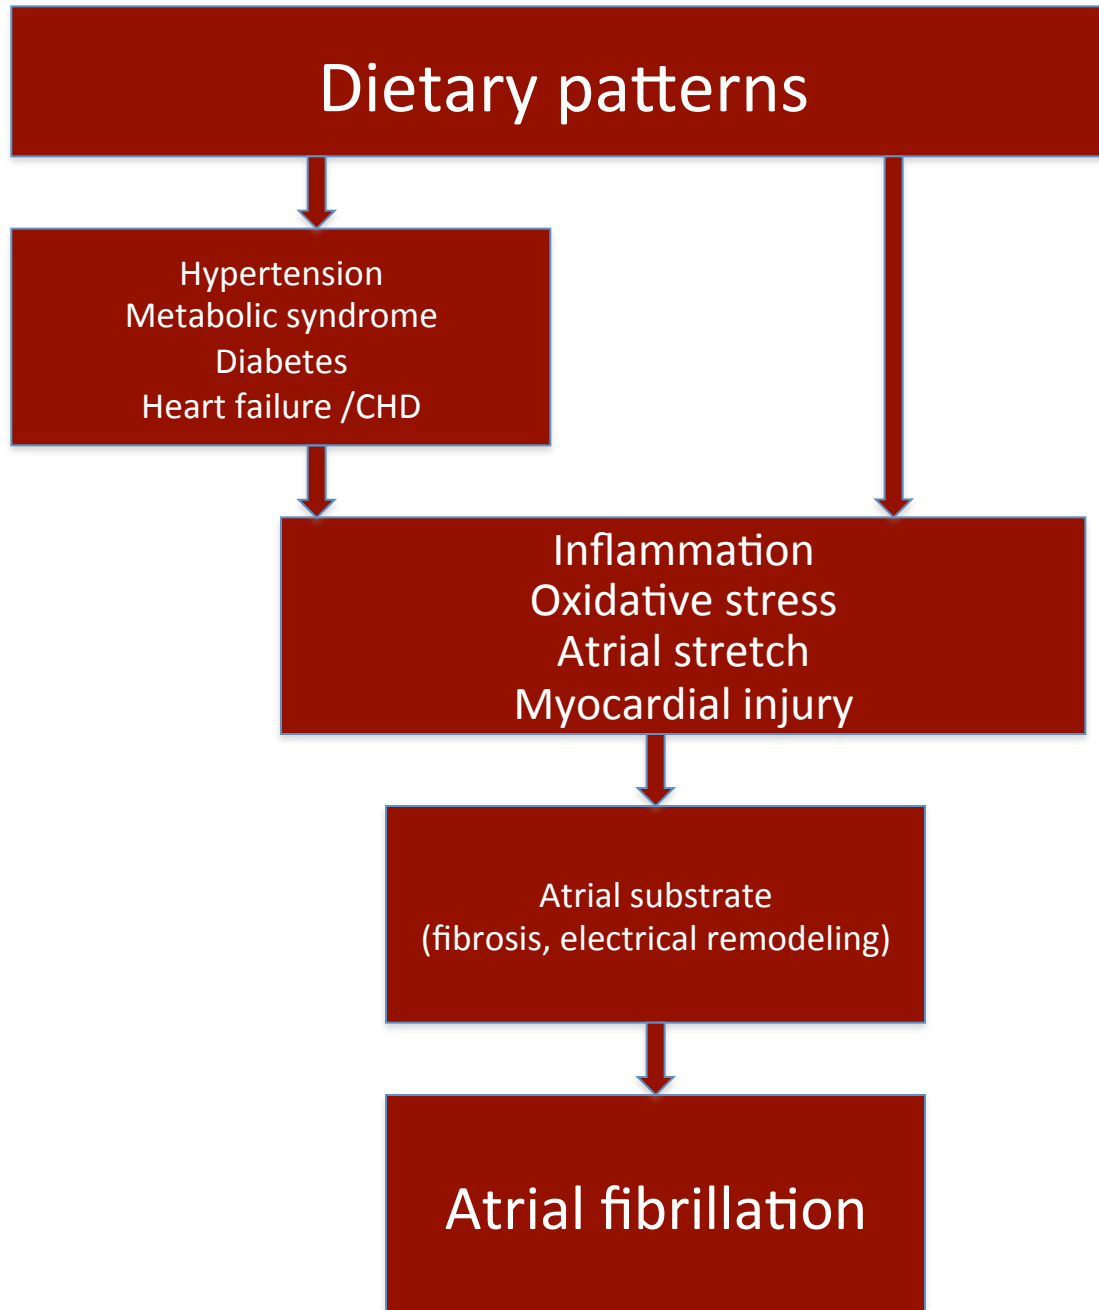 Dietary patterns
Hypertension
Metabolic syndrome
Diabetes
Heart failure /CHD
Inflammation
Oxidative stress
Atrial stretch
Myocardial injury
Atrial substrate
(fibrosis, electrical remodeling)
Atrial fibrillation